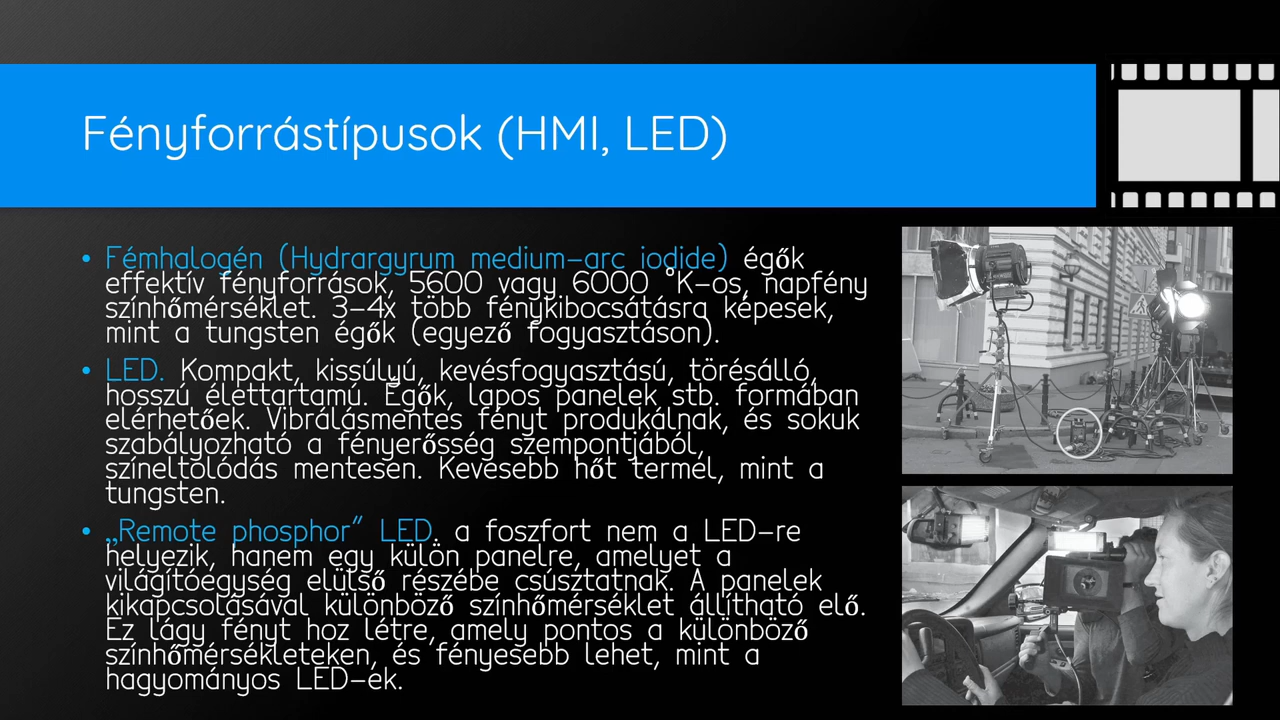 Fényforrástípusok (HMI, LED)
• Fémhalogén (Hydrargyrum medium-arc iodide) égők
effektív fényforrások, 5600 vagy 6000 °K-os, napfény
színhőmérséklet. 3-4x több fénykibocsátásra képesek,
mint a tungsten égők (egyező fogyasztáson).
• LED. Kompakt, kissúlyú, kevésfogyasztású, törésálló,
hosszú élettartamú. Égők, lapos panelek stb. formában
elérhetőek. Vibrálásmentes fényt produkálnak, és sokuk
szabályozható a fényerősség szempontjából,
színeltolódás mentesen. Kevesebb hőt termel, mint a
tungsten.
• „Remote phosphor” LED. a foszfort nem a LED-re
helyezik, hanem egy külön panelre, amelyet a
világítóegység elülső részébe csúsztatnak. A panelek
kikapcsolásával különböző színhőmérséklet állítható elő.
Ez lágy fényt hoz létre, amely pontos a különböző
színhőmérsékleteken, és fényesebb lehet, mint a
hagyományos LED-ek.